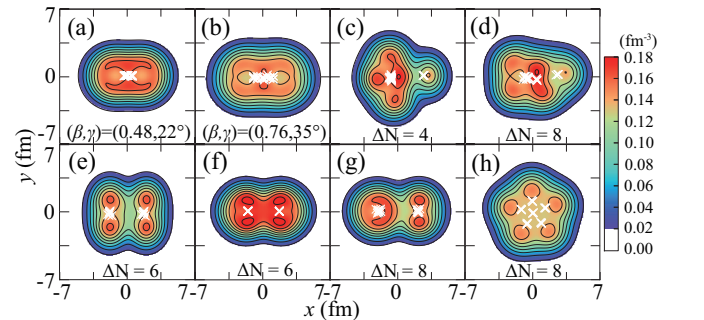 7
(a)
(b)
(c)
(d)
(fm⁻³)
0.18
0.16
0.14
0.12
0.10
0.08
0.06
0.04
0.02
0.00
0
-7
(β,γ)=(0.48,22°)
(β,γ)=(0.76,35°)
ΔN = 4
ΔN = 8
y (fm)
7
(e)
(f)
(g)
(h)
0
-7
ΔN = 6
ΔN = 6
ΔN = 8
ΔN = 8
-7 0 7 -7 0 7 -7 0 7 -7 0 7
x (fm)